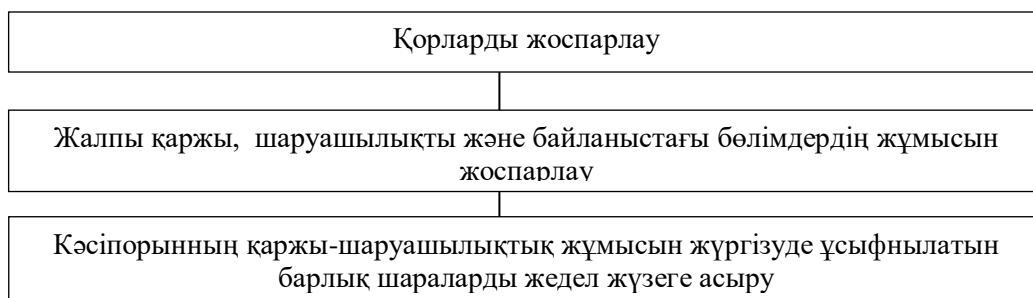 Қорларды жоспарлау
Жалпы қаржы, шаруашылықты және байланыстағы бөлімдердің жұмысын
жоспарлау
Кәсіпорынның қаржы-шаруашылықтық жұмысын жүргізуде ұсыфнылатын
барлық шараларды жедел жүзеге асыру